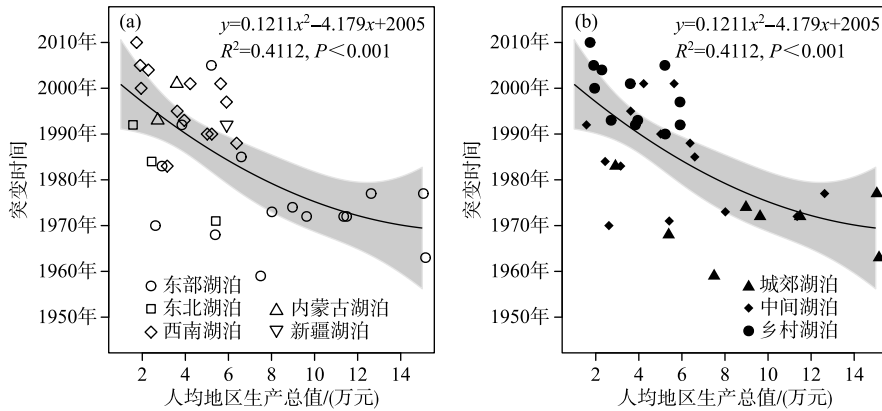 (a)
y=0.1211x²−4.179x+2005
R²=0.4112, P＜0.001
突变时间
2010年
2000年
1990年
1980年
1970年
1960年
1950年
东部湖泊
东北湖泊
西南湖泊
内蒙古湖泊
新疆湖泊
2 4 6 8 10 12 14
人均地区生产总值/(万元)
(b)
y=0.1211x²−4.179x+2005
R²=0.4112, P＜0.001
突变时间
2010年
2000年
1990年
1980年
1970年
1960年
1950年
城郊湖泊
中间湖泊
乡村湖泊
2 4 6 8 10 12 14
人均地区生产总值/(万元)